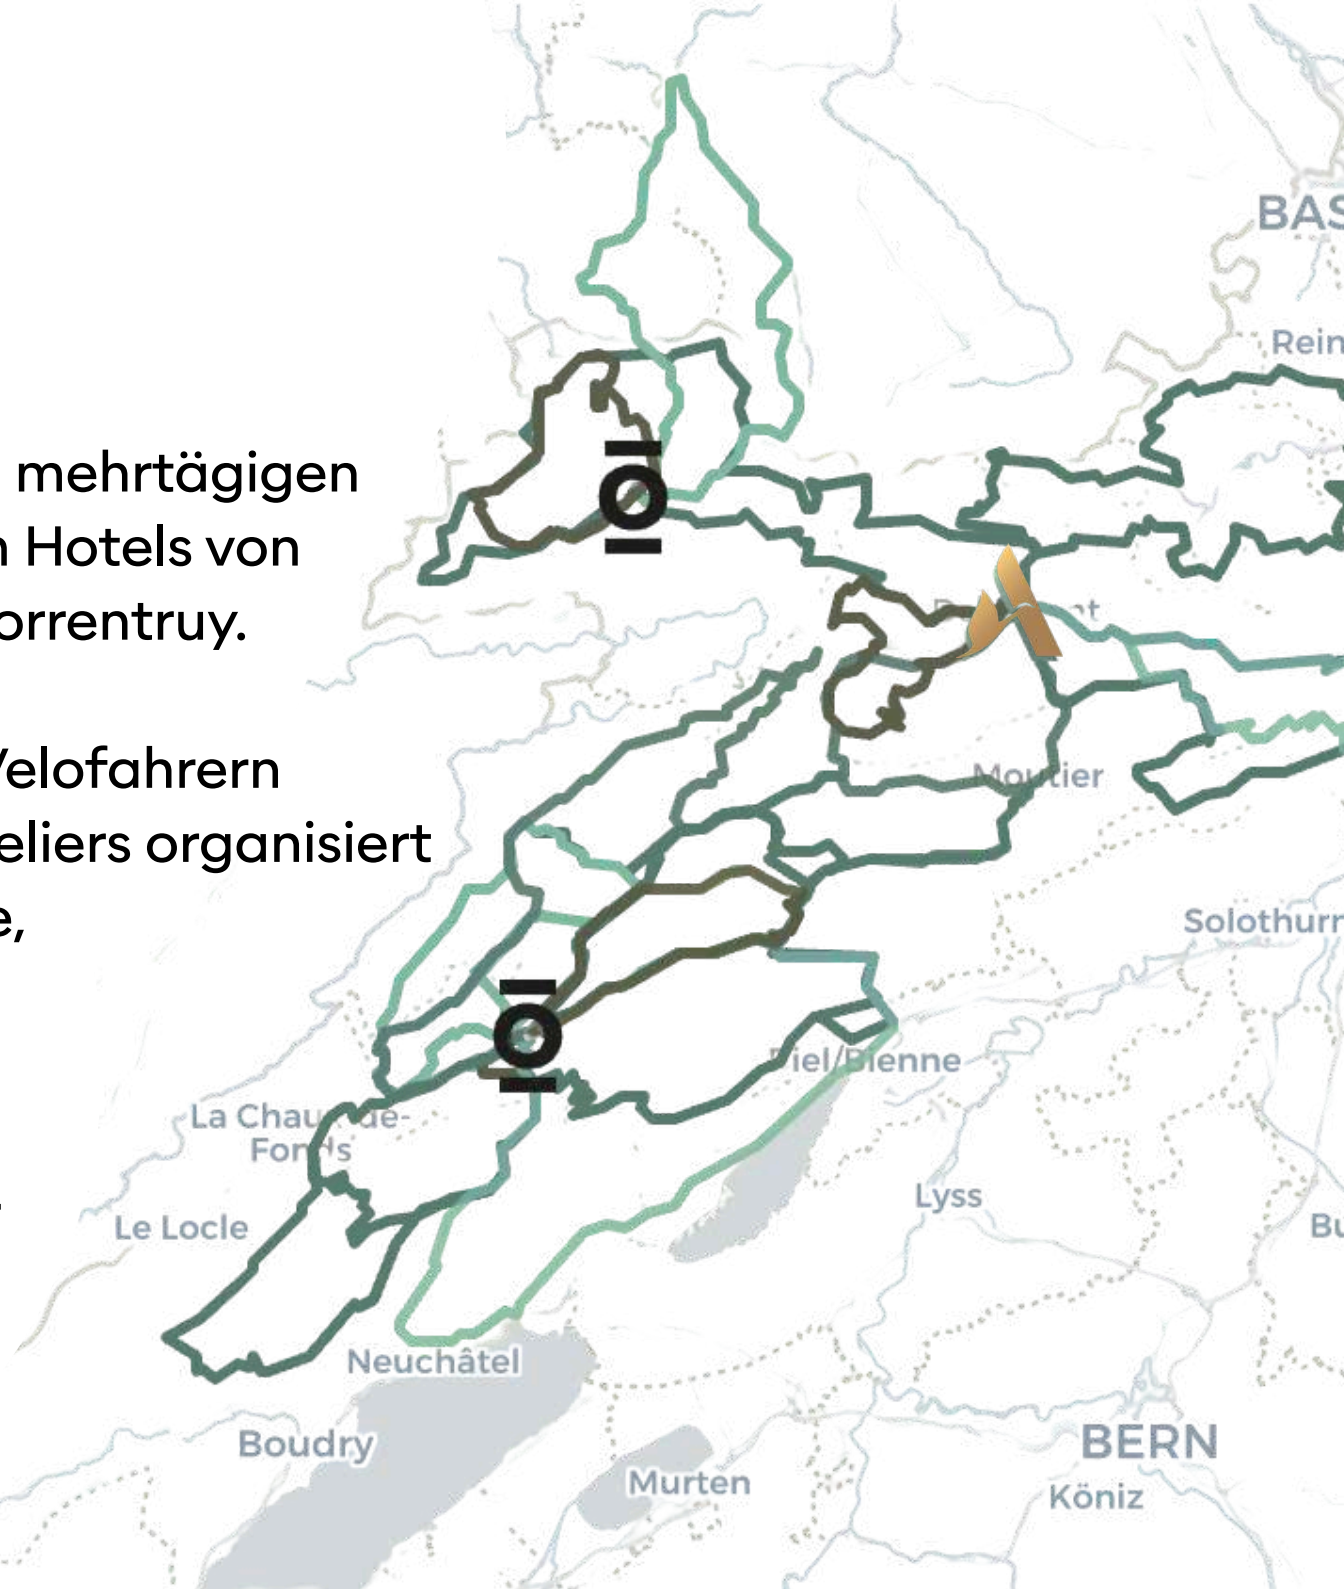 mehrtägigen
Hotels von
orrentruy.
Velofahrern
eliers organisiert
e,
BAS
Rein
Moutier
Solothurn
Biel/Bienne
La Chaux-de-
Fonds
Lyss
Le Locle
Bu
Neuchâtel
Boudry
BERN
Murten
Köniz